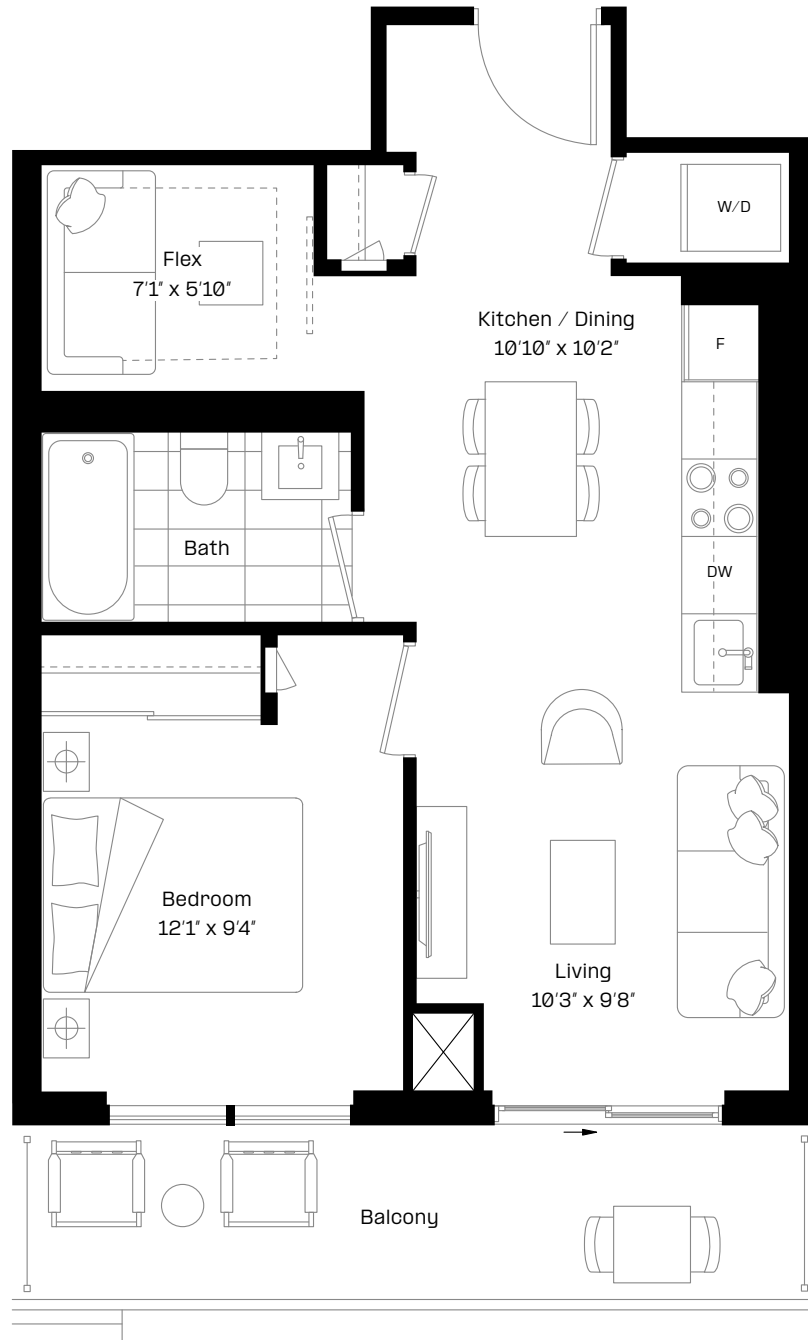 W/D
Flex
7'1" x 5'10"
Kitchen / Dining
10'10" x 10'2"
F
Bath
DW
Bedroom
12'1" x 9'4"
Living
10'3" x 9'8"
Balcony